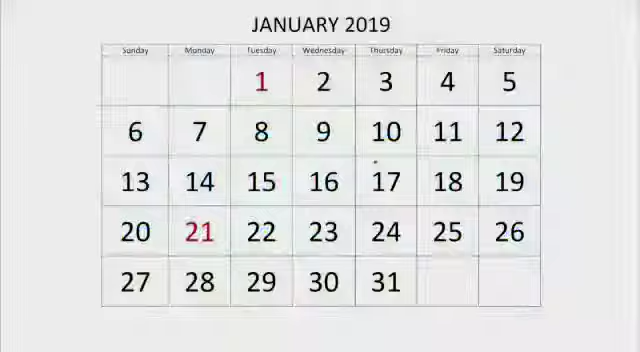 JANUARY 2019
Sunday Monday Tuesday Wednesday Thursday Friday Saturday
1 2 3 4 5
6 7 8 9 10 11 12
13 14 15 16 17 18 19
20 21 22 23 24 25 26
27 28 29 30 31